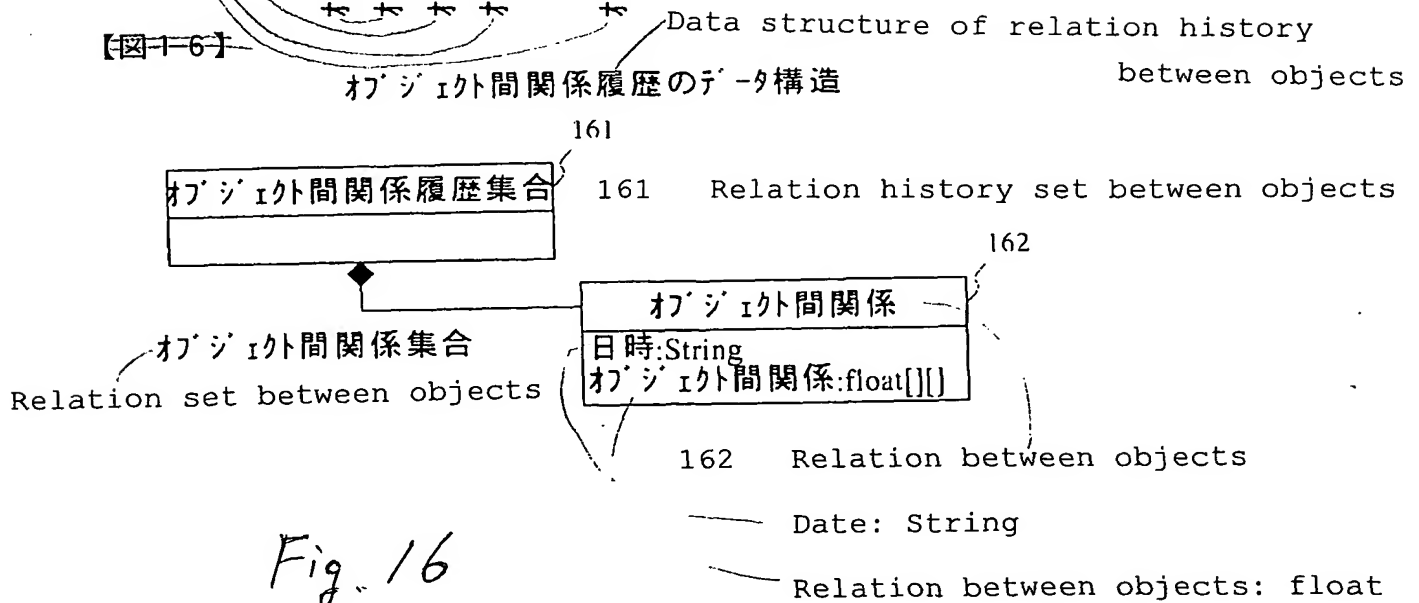 Data structure of relation history
【図16】
between objects
オブジェクト間関係履歴のデータ構造
161
オブジェクト間関係履歴集合
161 Relation history set between objects
162
オブジェクト間関係
オブジェクト間関係集合
日時:String
Relation set between objects
オブジェクト間関係:float[][]
162 Relation between objects
Date: String
Fig. 16
Relation between objects: float